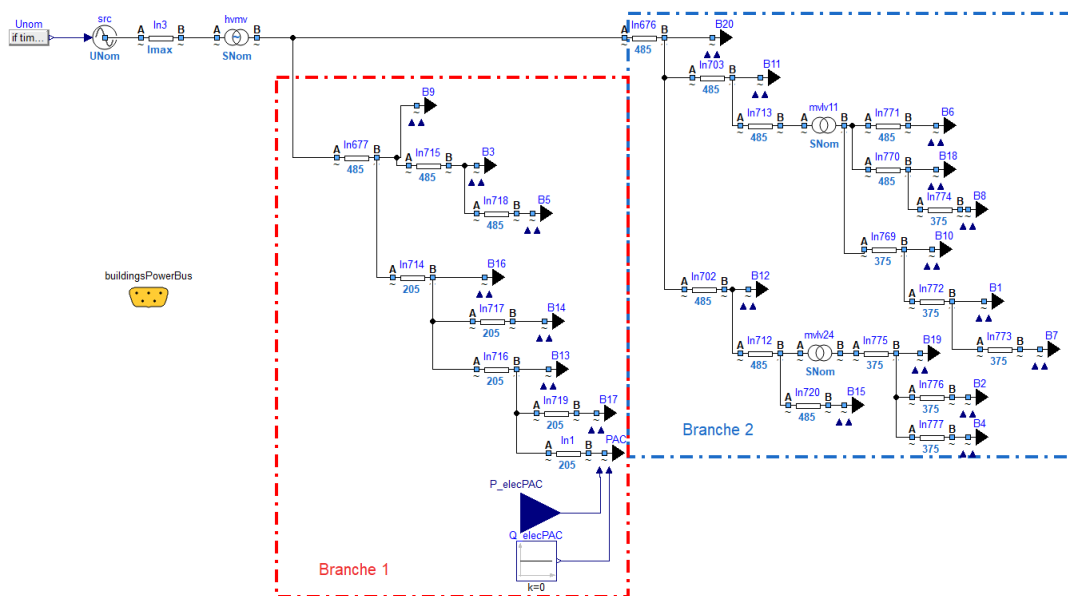 Unom
if tim...
src
~
UNom
A ln3 B
~ ~
Imax
hvmv
A B
~ ~
SNom
A ln676 B
~
485
B20
A ln703 B
~
485
B11
A ln713 B
~ ~
485
mvlv11
A B
~ ~
SNom
A ln771 B
~ ~
485
B6
A ln770 B
~
485
B18
A ln774 B
~ ~ ~
375
B8
A ln769 B
~
375
B10
A ln772 B
~
375
B1
A ln773 B
~ ~ ~
375
B7
A ln702 B
~
485
B12
A ln712 B
~ ~
485
mvlv24
A B
~ ~
SNom
A ln775 B
~
375
B19
A ln720 B
~ ~ ~
485
B15
A ln776 B
~ ~ ~
375
B2
A ln777 B
~ ~ ~
375
B4
Branche 2
B9
A ln677 B
~
485
A ln715 B
~
485
B3
A ln718 B
~ ~ ~
485
B5
A ln714 B
~
205
B16
A ln717 B
~ ~ ~
205
B14
A ln716 B
~
205
B13
A ln719 B
~ ~ ~
205
B17
A ln1 B
~ ~ ~
205
PAC
P_elecPAC
Q_elecPAC
k=0
Branche 1
buildingsPowerBus